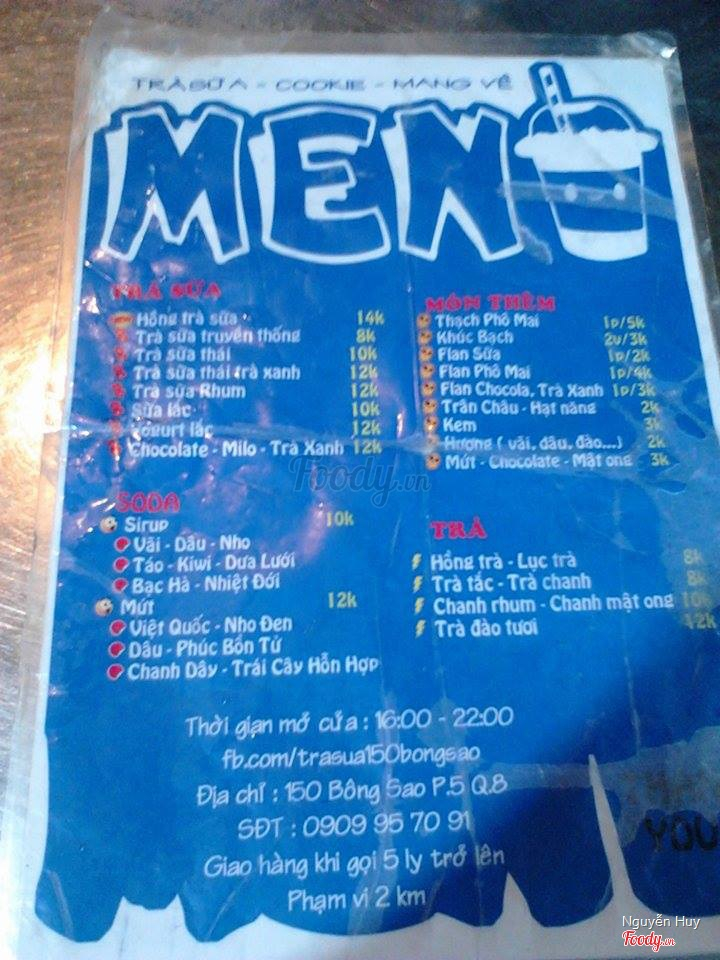 TRÀ SỮA - COOKIE - MANG VỀ
MENU
TRÀ SỮA
Hồng trà sữa 14k
Trà sữa truyền thống 8k
Trà sữa thái 10k
Trà sữa thái trà xanh 12k
Trà sữa Rhum 12k
Sữa lắc 10k
Yogurt lắc 12k
Chocolate - Milo - Trà Xanh 12k
SODA
Sirup 10k
Vải - Dâu - Nho
Táo - Kiwi - Dưa Lưới
Bạc Hà - Nhiệt Đới
Mứt 12k
Việt Quốc - Nho Đen
Dâu - Phúc Bồn Tử
Chanh Dây - Trái Cây Hỗn Hợp
MÓN THÊM
Thạch Phô Mai 1p/5k
Khúc Bạch 2v/3k
Flan Sữa 1p/2k
Flan Phô Mai 1p/4k
Flan Chocola, Trà Xanh 1p/3k
Trân Châu - Hạt năng 2k
Kem 3k
Hương ( vải, dâu, đào...) 2k
Mứt - Chocolate - Mật ong 3k
TRÀ
Hồng trà - Lục trà 8k
Trà tắc - Trà chanh 8k
Chanh rhum - Chanh mật ong 10k
Trà đào tươi 12k
Thời gian mở cửa : 16:00 - 22:00
fb.com/trasua150bongsao
Địa chỉ : 150 Bông Sao P.5 Q.8
SĐT : 0909 95 70 91
Giao hàng khi gọi 5 ly trở lên
Phạm vi 2 km
YOU
Foody.vn
Nguyễn Huy
Foody.vn